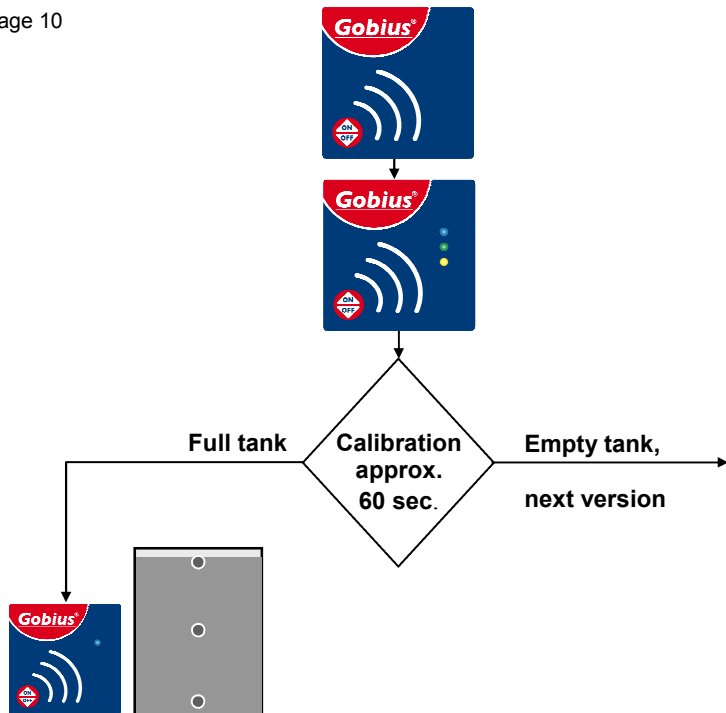 age 10
Gobius®
ON
OFF
Gobius®
ON
OFF
Full tank
Calibration
approx.
60 sec.
Empty tank,
next version
Gobius®
ON
OFF